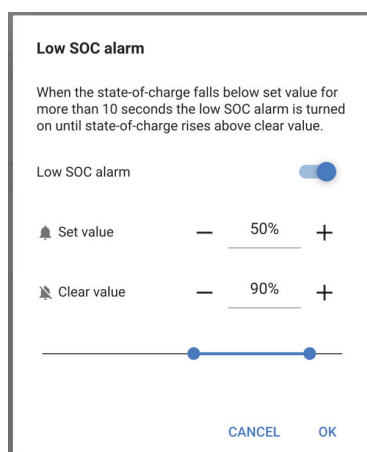 Low SOC alarm
When the state-of-charge falls below set value for
more than 10 seconds the low SOC alarm is turned
on until state-of-charge rises above clear value.
Low SOC alarm
Set value — 50% +
Clear value — 90% +
CANCEL OK